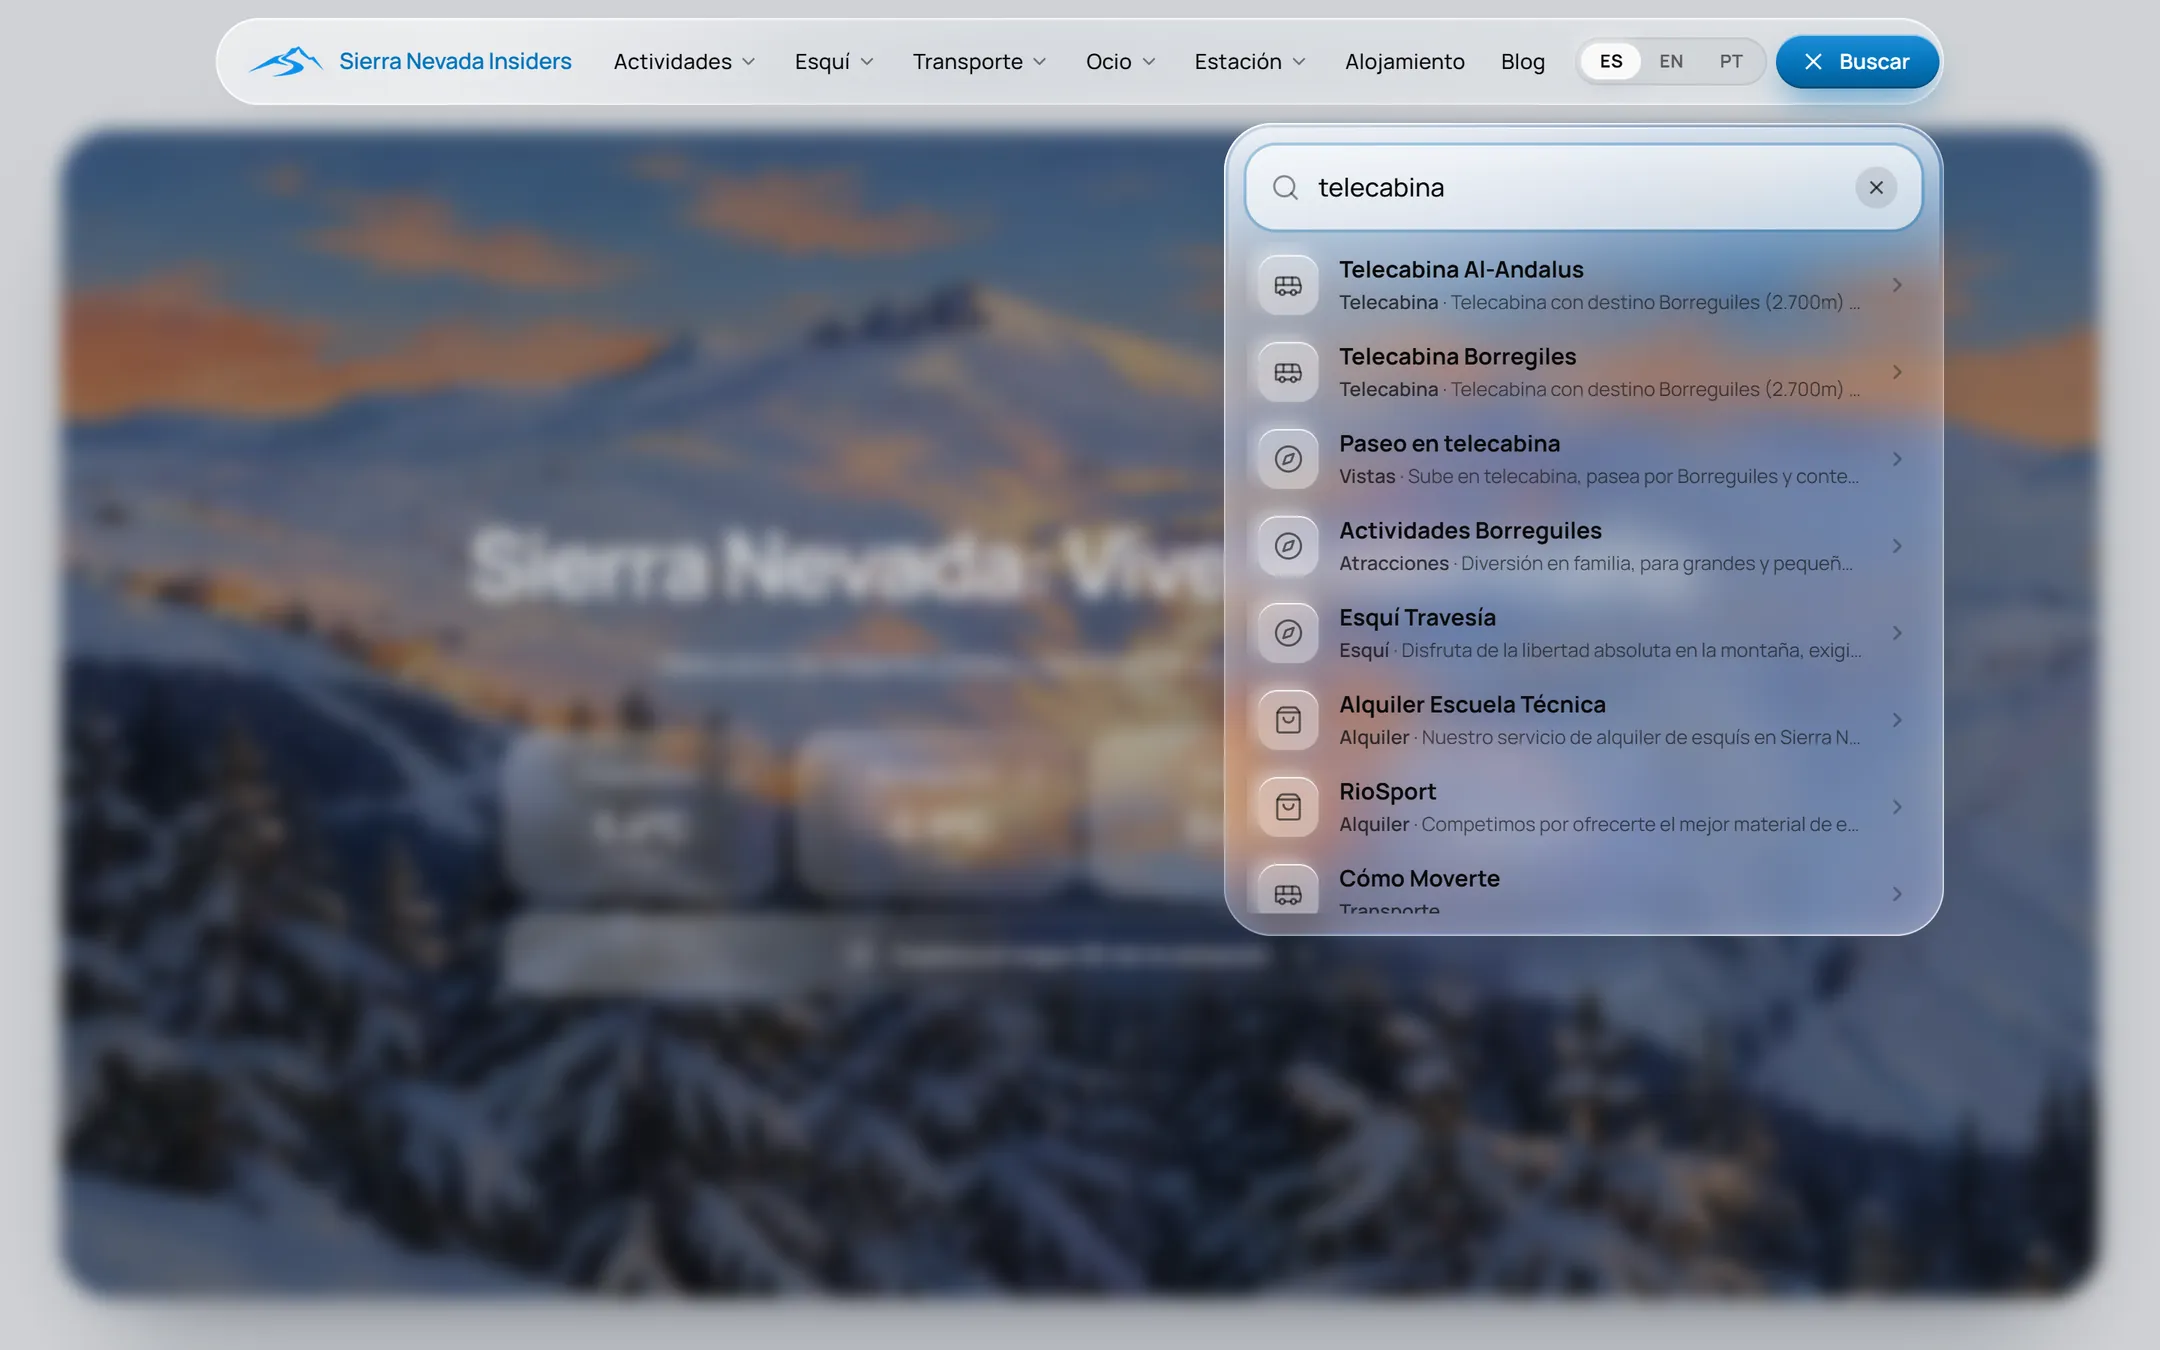 Sierra Nevada Insiders
Actividades
Esquí
Transporte
Ocio
Estación
Alojamiento
Blog
ES
EN
PT
Buscar
telecabina
Telecabina Al-Andalus
Telecabina · Telecabina con destino Borreguiles (2.700m) ...
Telecabina Borregiles
Telecabina · Telecabina con destino Borreguiles (2.700m) ...
Paseo en telecabina
Vistas · Sube en telecabina, pasea por Borreguiles y conte...
Actividades Borreguiles
Atracciones · Diversión en familia, para grandes y pequeñ...
Esquí Travesía
Esquí · Disfruta de la libertad absoluta en la montaña, exigi...
Alquiler Escuela Técnica
Alquiler · Nuestro servicio de alquiler de esquís en Sierra N...
RioSport
Alquiler · Competimos por ofrecerte el mejor material de e...
Cómo Moverte
Transporte
Sierra Nevada: Vive